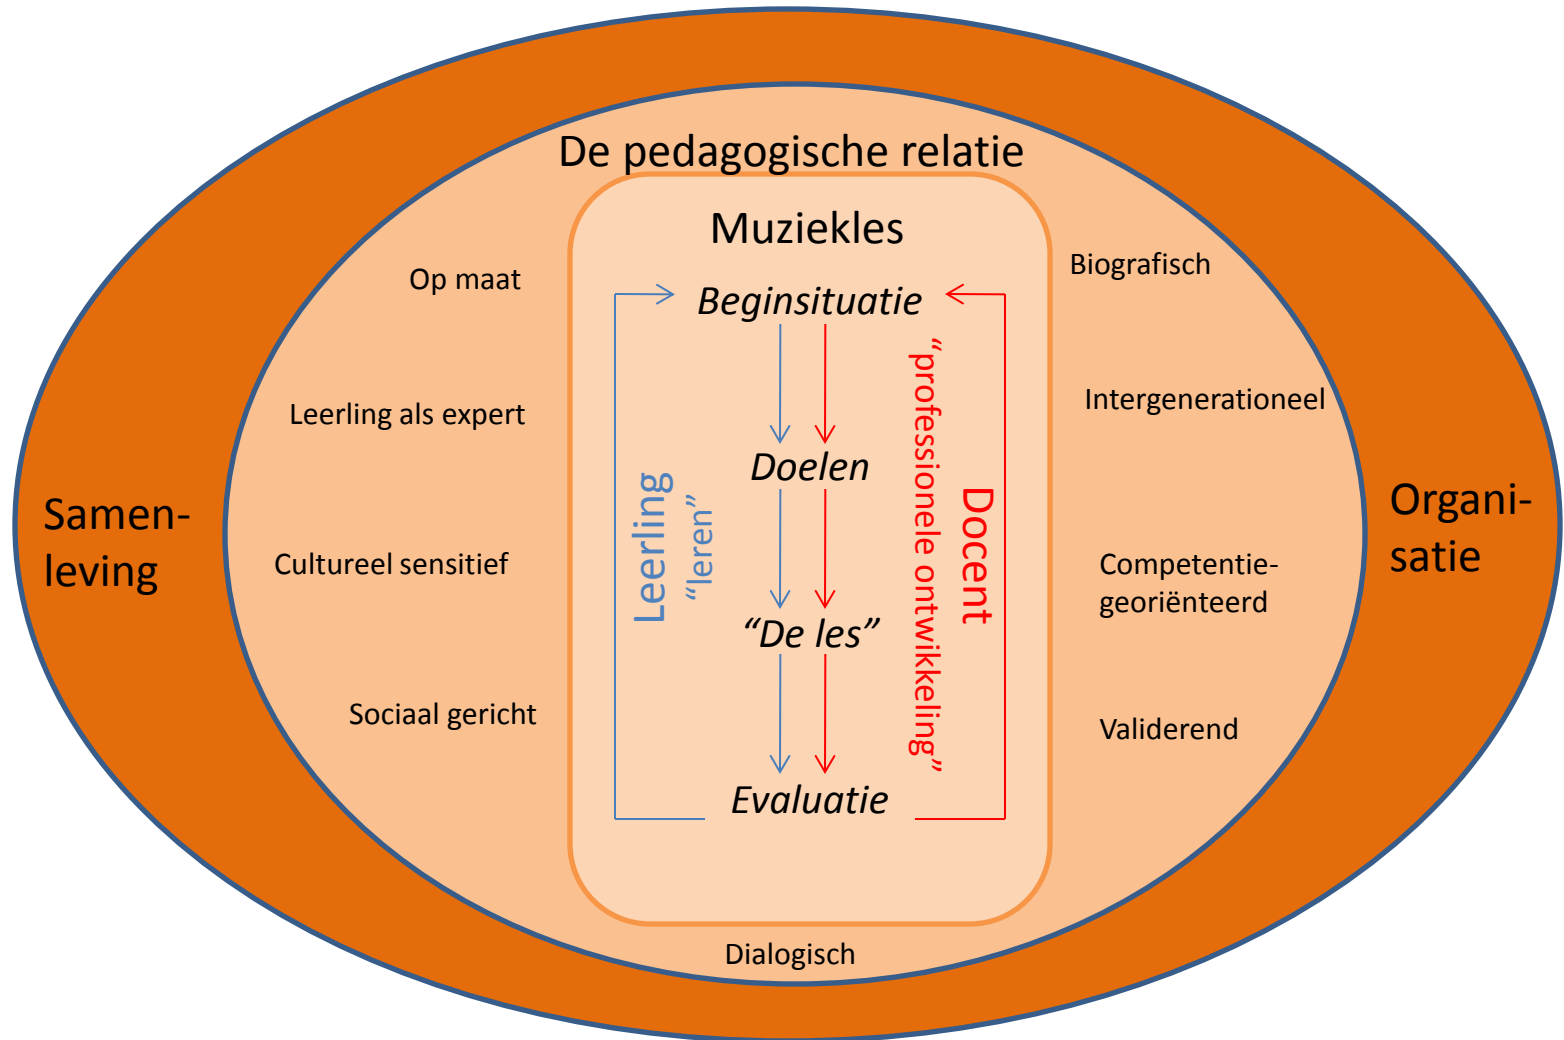 De pedagogische relatie
Muziekles
Op maat
Biografisch
Beginsituatie
Leerling als expert
Intergenerationeel
Doelen
Samen-
leving
Organi-
satie
Leerling
“leren”
“professionele ontwikkeling”
Docent
Cultureel sensitief
Competentie-
georiënteerd
“De les”
Sociaal gericht
Validerend
Evaluatie
Dialogisch